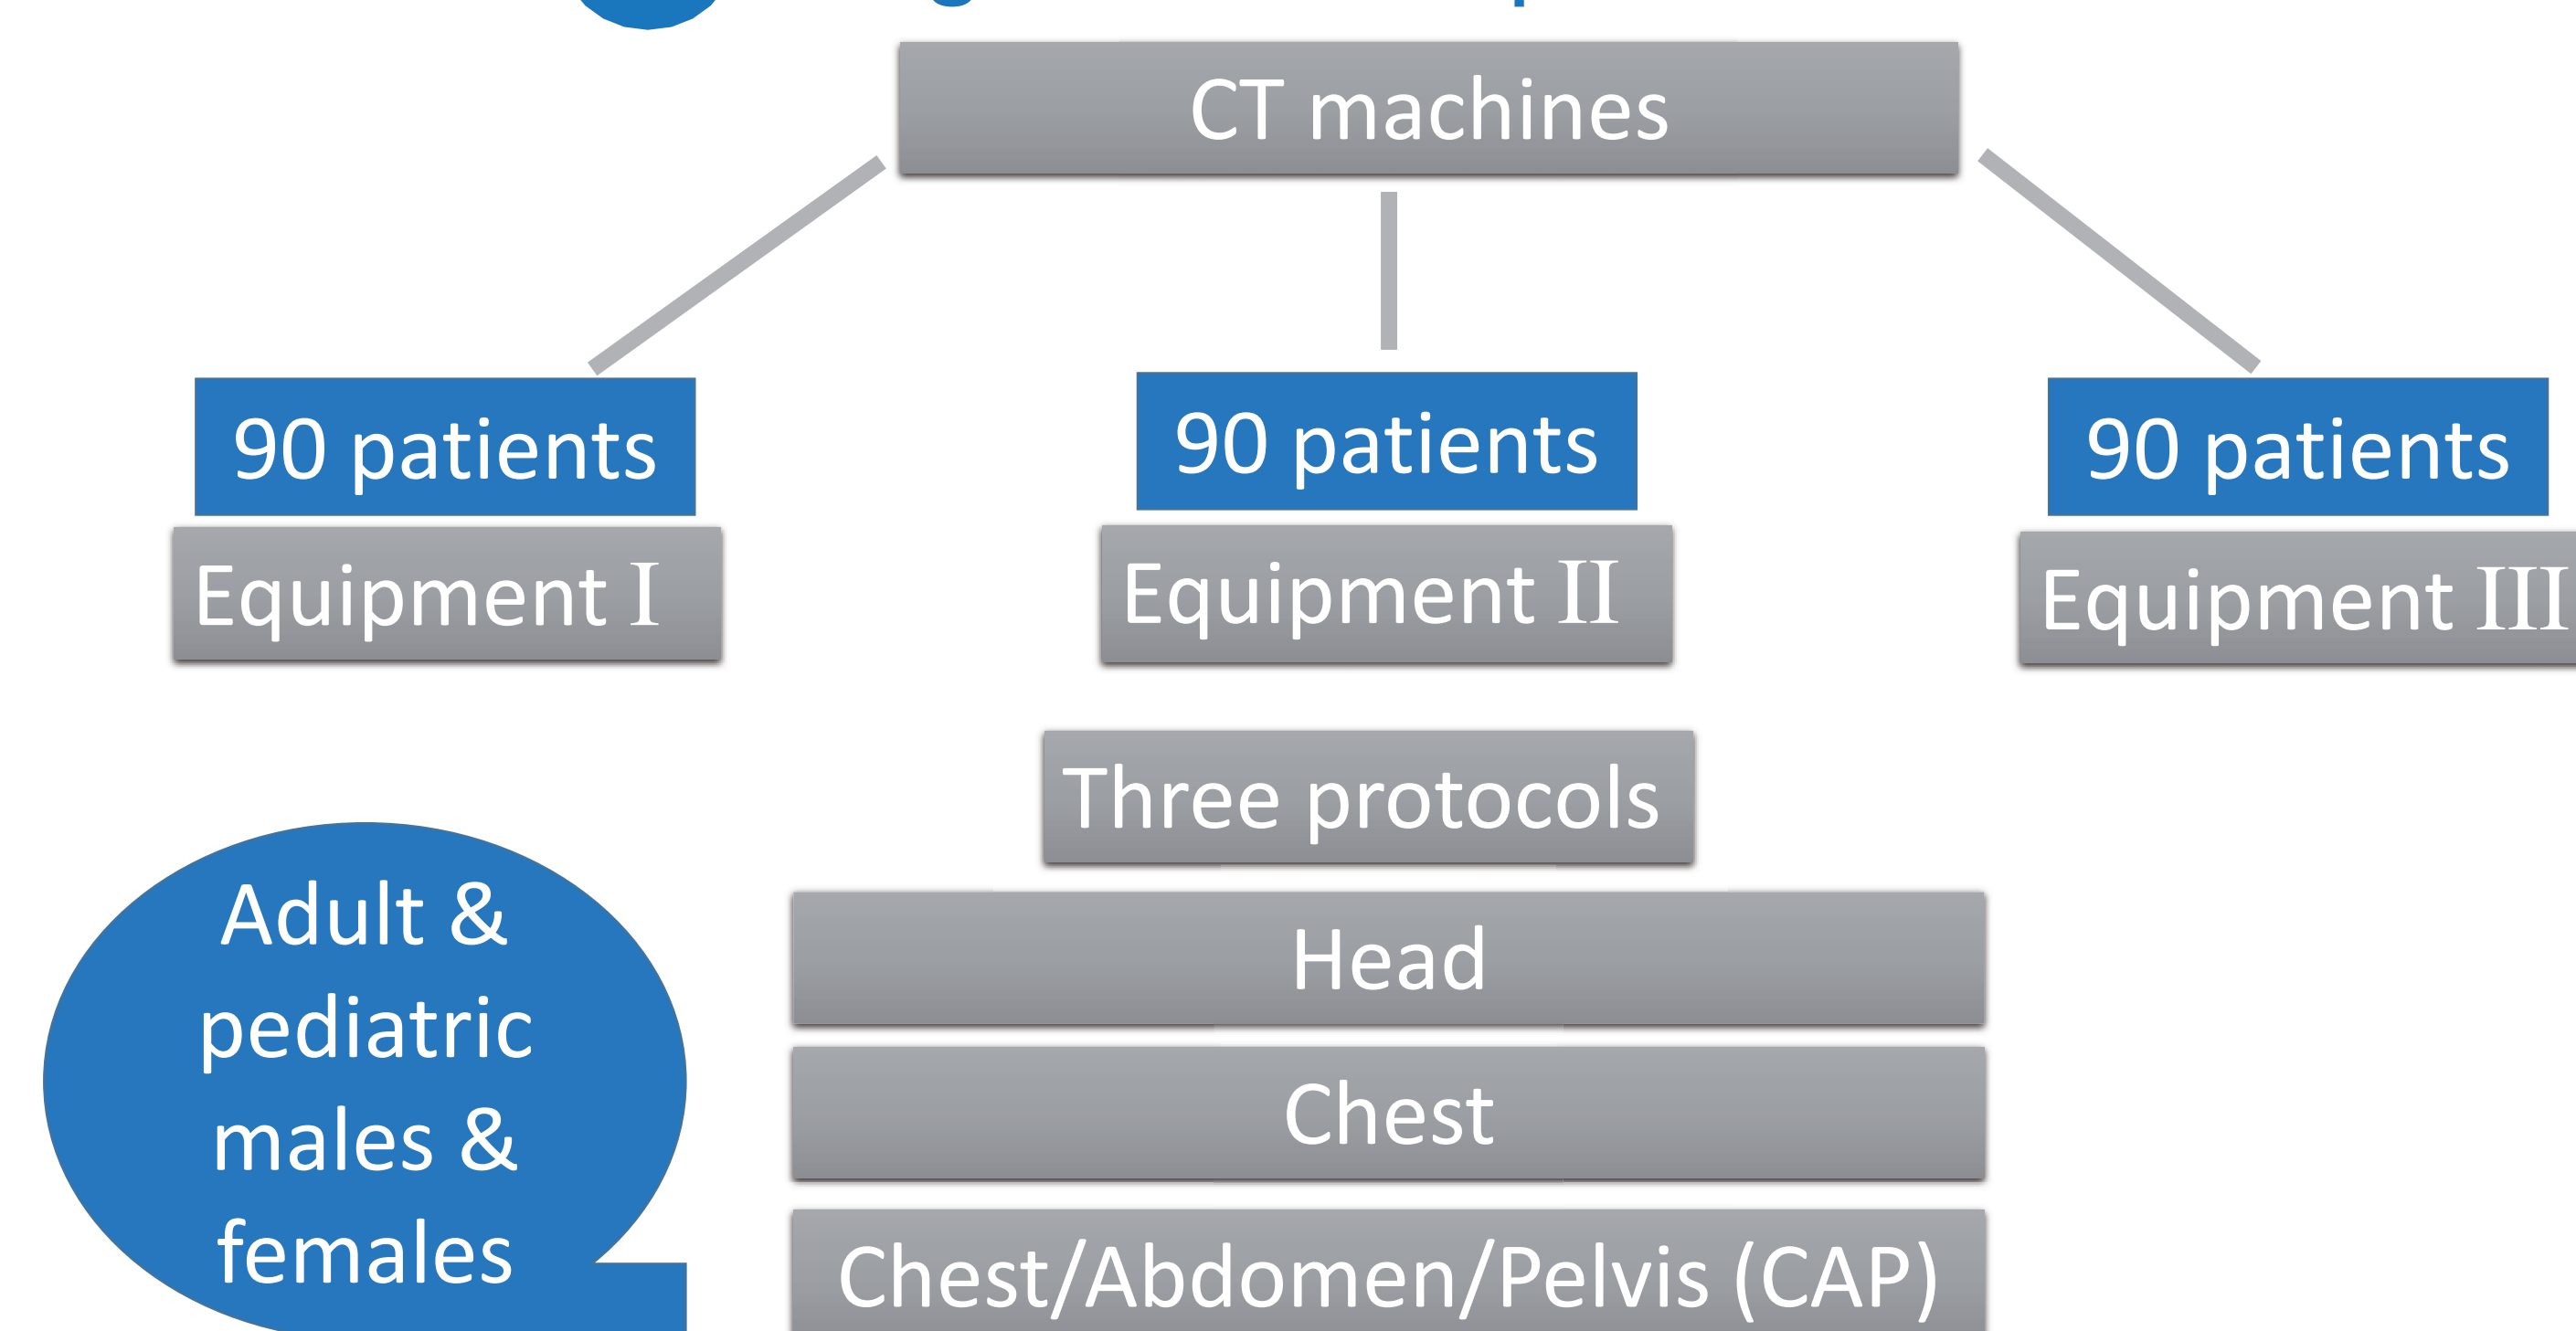 CT machines
90 patients
90 patients
90 patients
Equipment I
Equipment II
Equipment III
Three protocols
Adult &
pediatric
males &
females
Head
Chest
Chest/Abdomen/Pelvis (CAP)